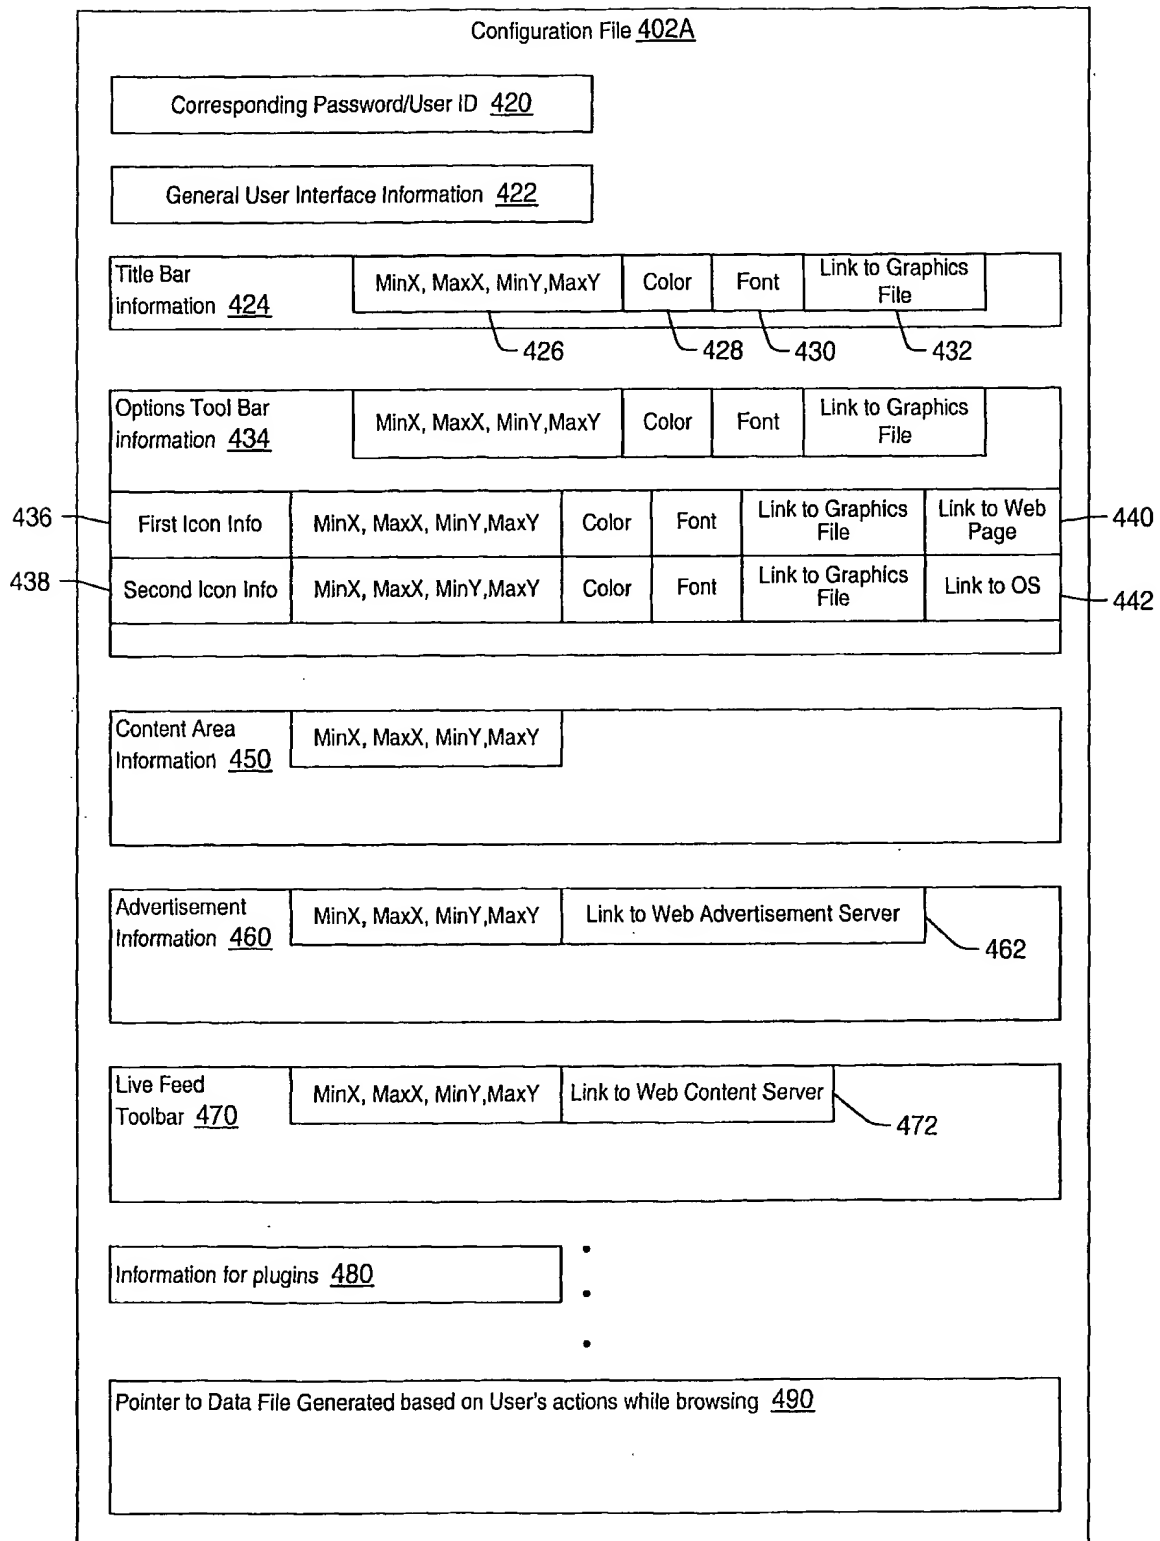 Configuration File 402A
Corresponding Password/User ID 420
General User Interface Information 422
Title Bar
information 424
MinX, MaxX, MinY,MaxY
Color
Font
Link to Graphics
File
426
428
430
432
Options Tool Bar
information 434
MinX, MaxX, MinY,MaxY
Color
Font
Link to Graphics
File
436
First Icon Info
MinX, MaxX, MinY,MaxY
Color
Font
Link to Graphics
File
Link to Web
Page
440
438
Second Icon Info
MinX, MaxX, MinY,MaxY
Color
Font
Link to Graphics
File
Link to OS
442
Content Area
Information 450
MinX, MaxX, MinY,MaxY
Advertisement
Information 460
MinX, MaxX, MinY,MaxY
Link to Web Advertisement Server
462
Live Feed
Toolbar 470
MinX, MaxX, MinY,MaxY
Link to Web Content Server
472
Information for plugins 480
Pointer to Data File Generated based on User's actions while browsing 490